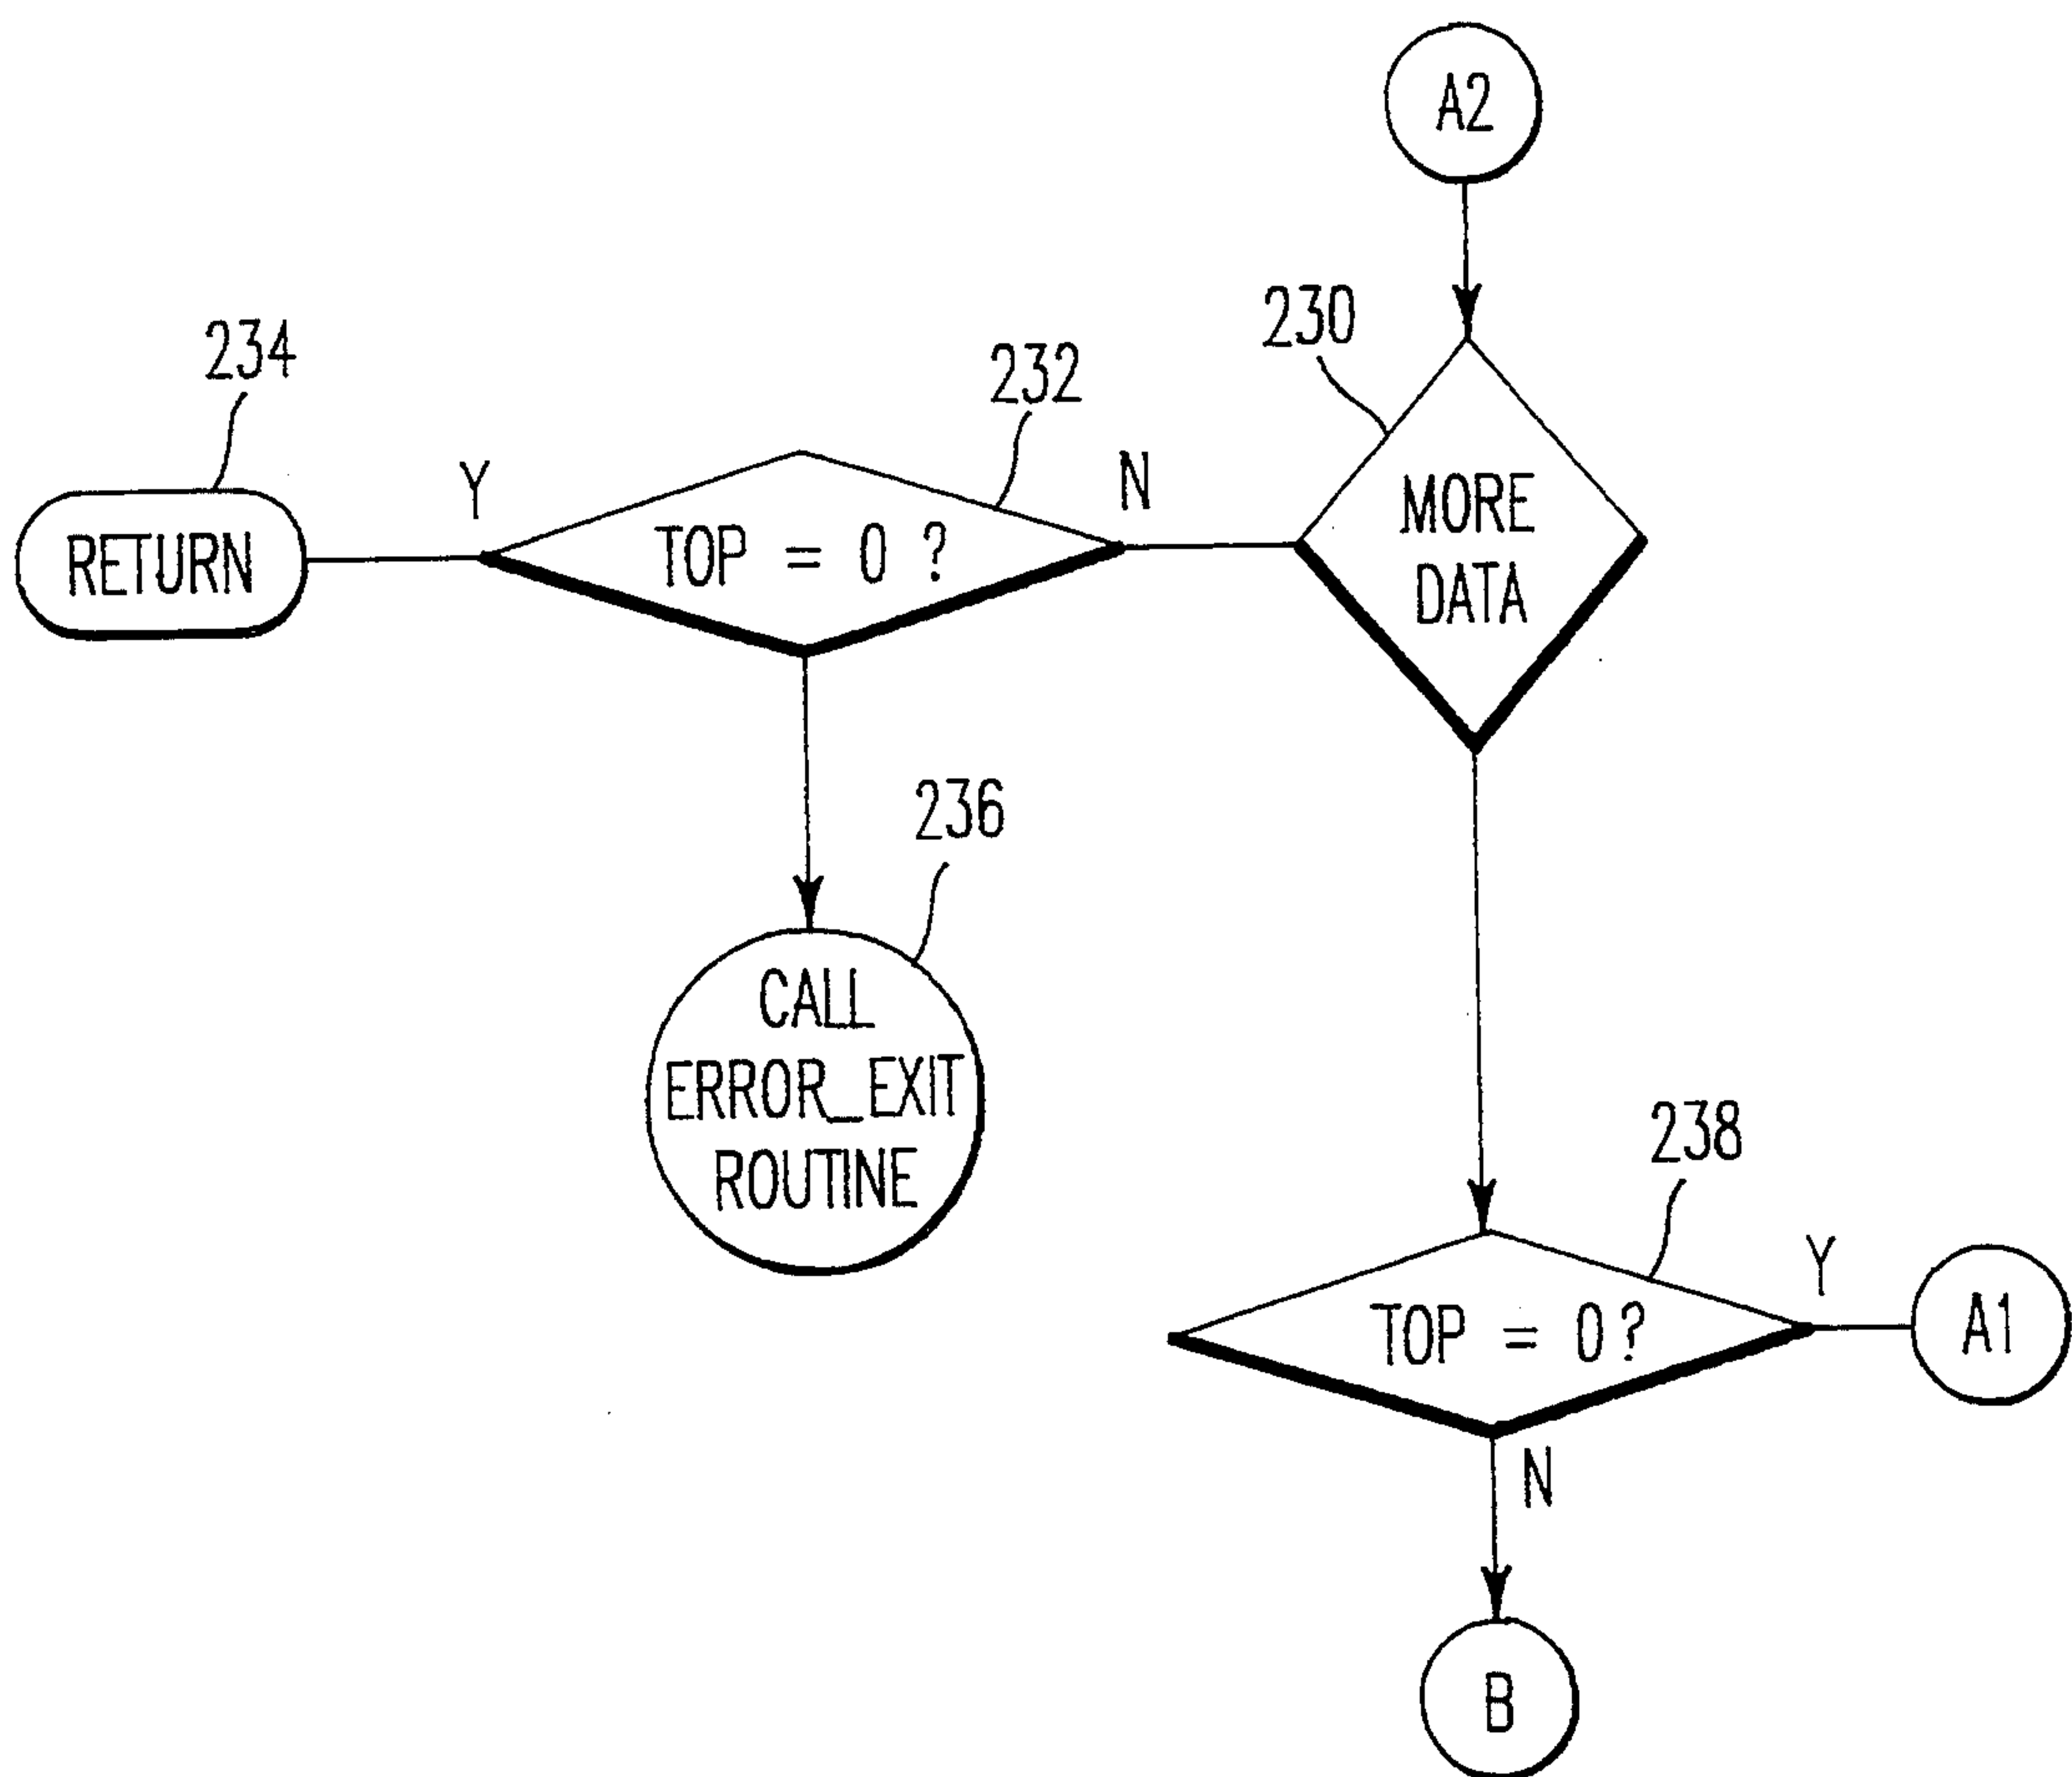 A2
230
234
232
Y
N
MORE
DATA
RETURN
TOP = 0 ?
236
CALL
ERROR_EXIT
ROUTINE
238
Y
TOP = 0 ?
A1
N
B